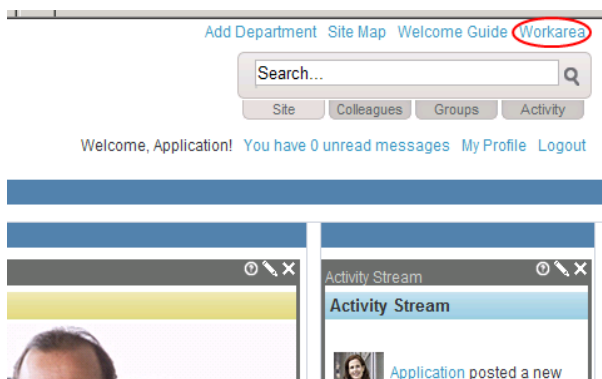 Add Department Site Map Welcome Guide Workarea
Search...
Site Colleagues Groups Activity
Welcome, Application! You have 0 unread messages My Profile Logout
Activity Stream
Activity Stream
Application posted a new